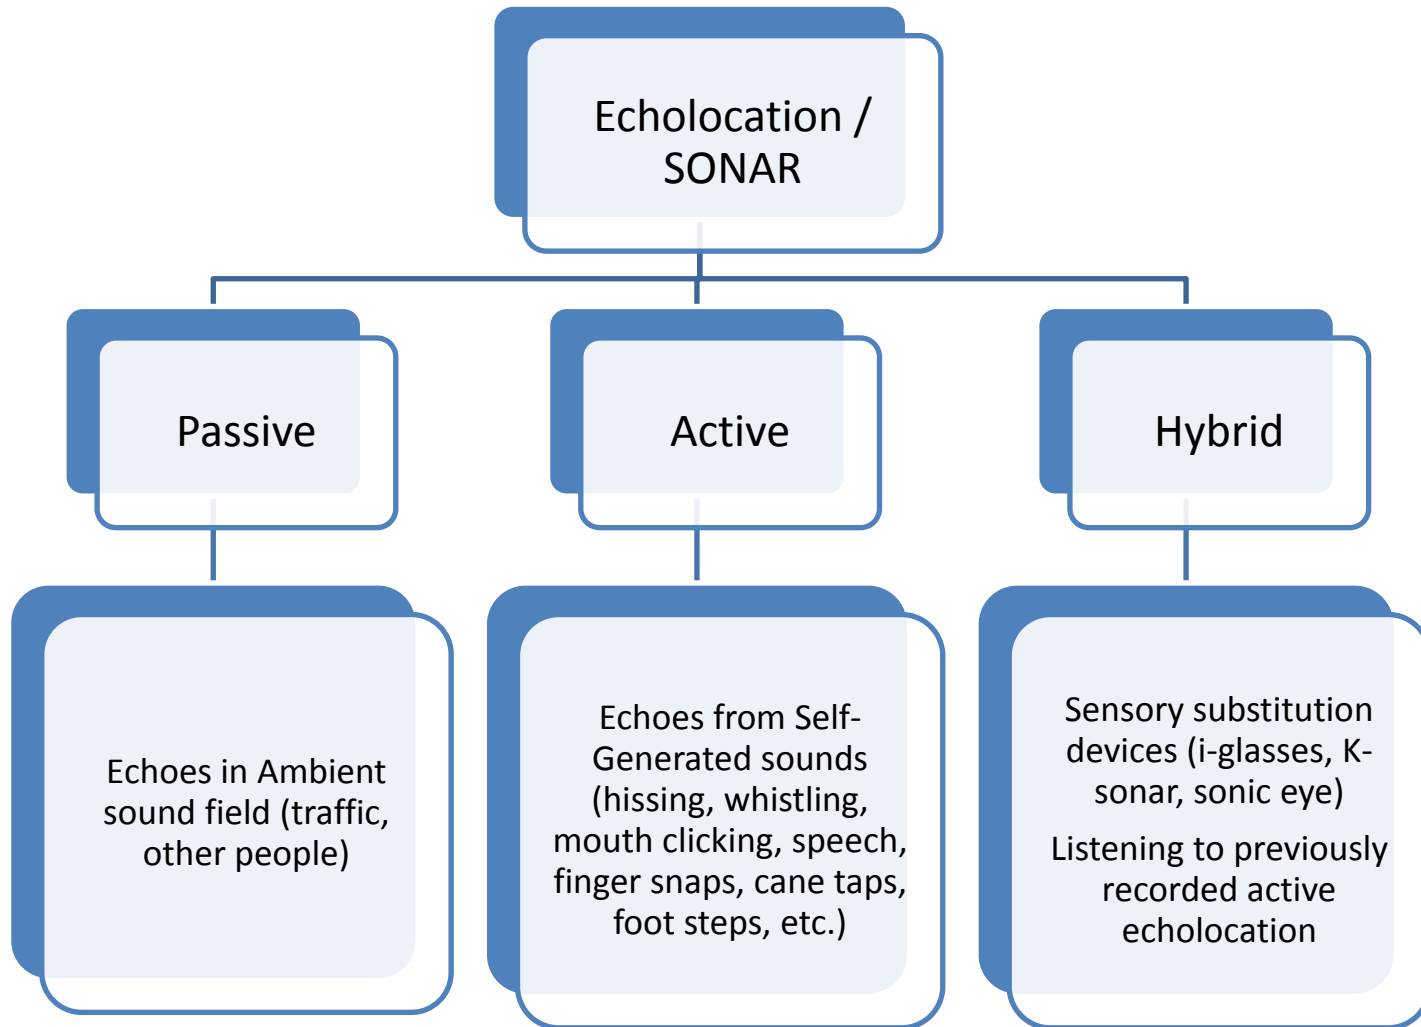 Echolocation /
SONAR
Passive
Active
Hybrid
Echoes in Ambient
sound field (traffic,
other people)
Echoes from Self-
Generated sounds
(hissing, whistling,
mouth clicking, speech,
finger snaps, cane taps,
foot steps, etc.)
Sensory substitution
devices (i-glasses, K-
sonar, sonic eye)
Listening to previously
recorded active
echolocation